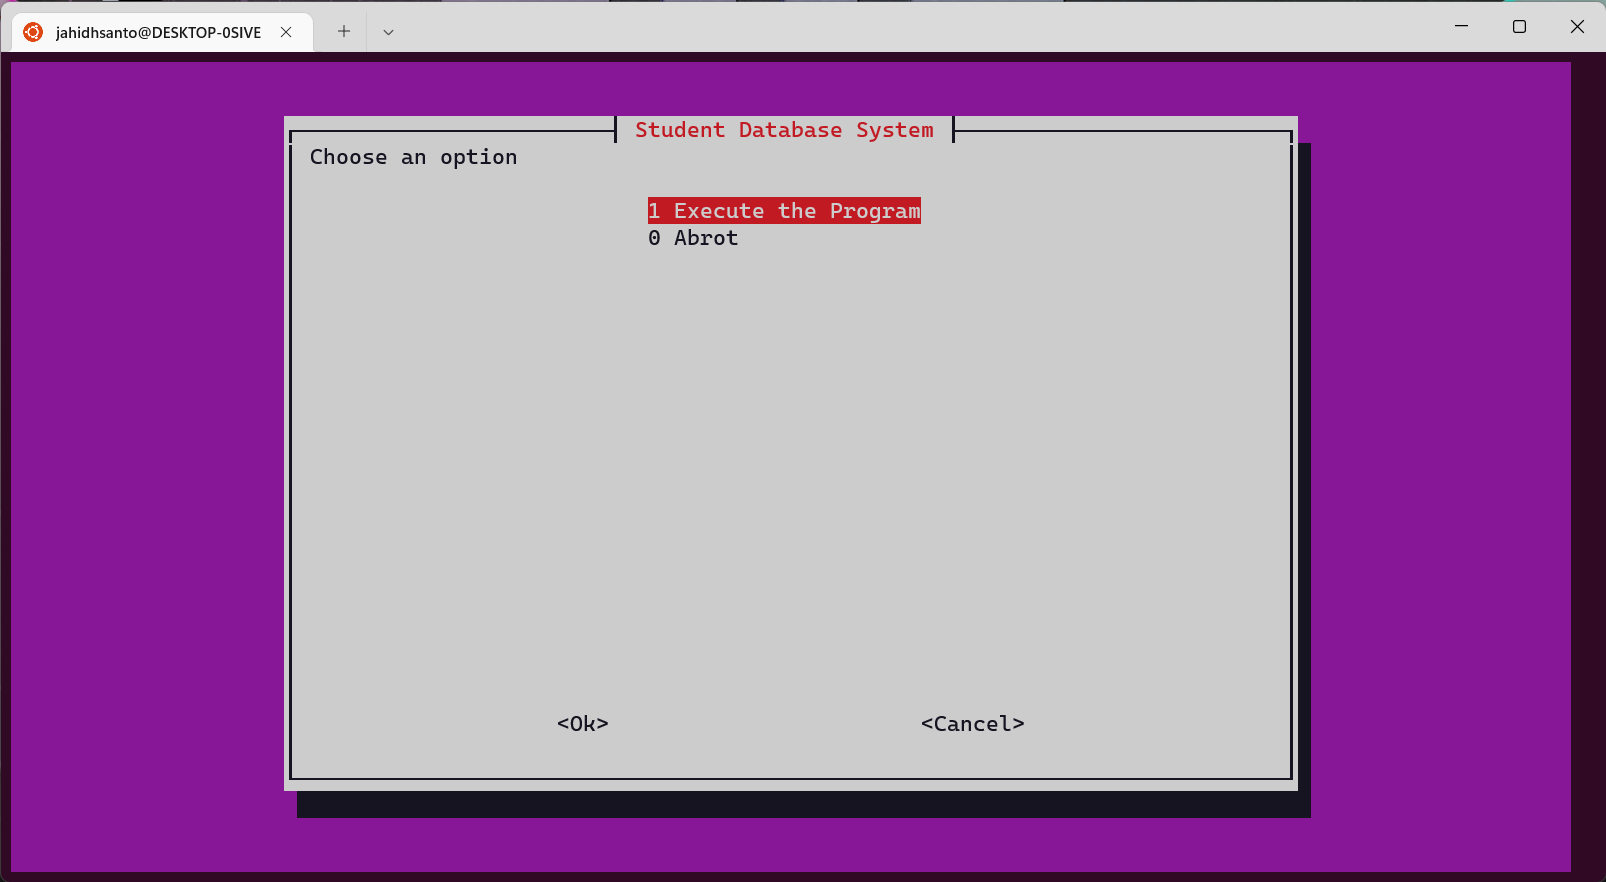 jahidhsanto@DESKTOP-0SIVE
Student Database System
Choose an option
1 Execute the Program
0 Abrot
<Ok> <Cancel>